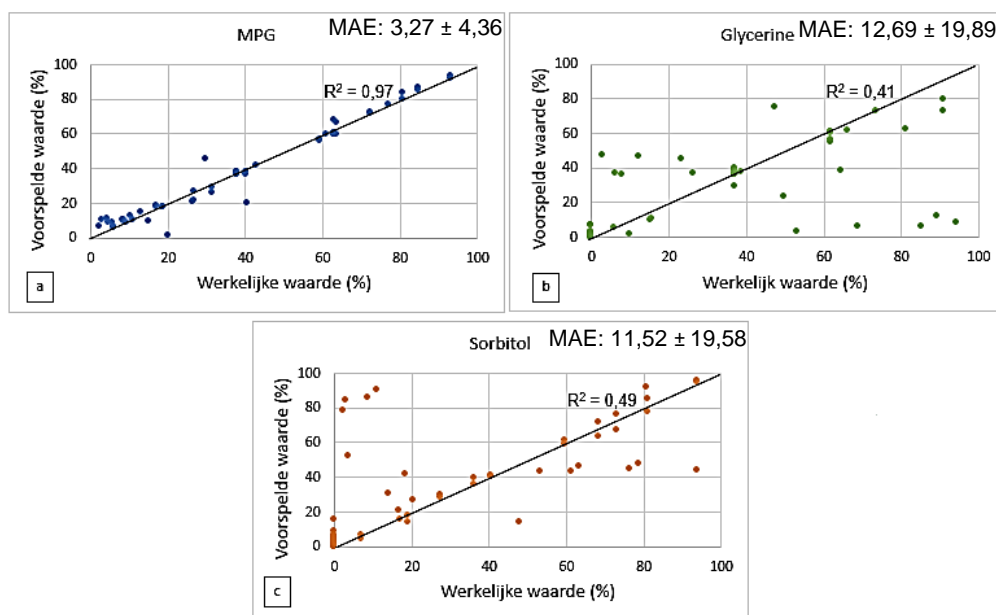 MPG MAE: 3,27 ± 4,36
100
80
60
40
20
0
Voorspelde waarde (%)
R² = 0,97
0 20 40 60 80 100
Werkelijke waarde (%)
a
Glycerine MAE: 12,69 ± 19,89
100
80
60
40
20
0
Voorspelde waarde (%)
R² = 0,41
0 20 40 60 80 100
Werkelijke waarde (%)
b
Sorbitol MAE: 11,52 ± 19,58
100
80
60
40
20
0
Voorspelde waarde (%)
R² = 0,49
0 20 40 60 80 100
Werkelijke waarde (%)
c